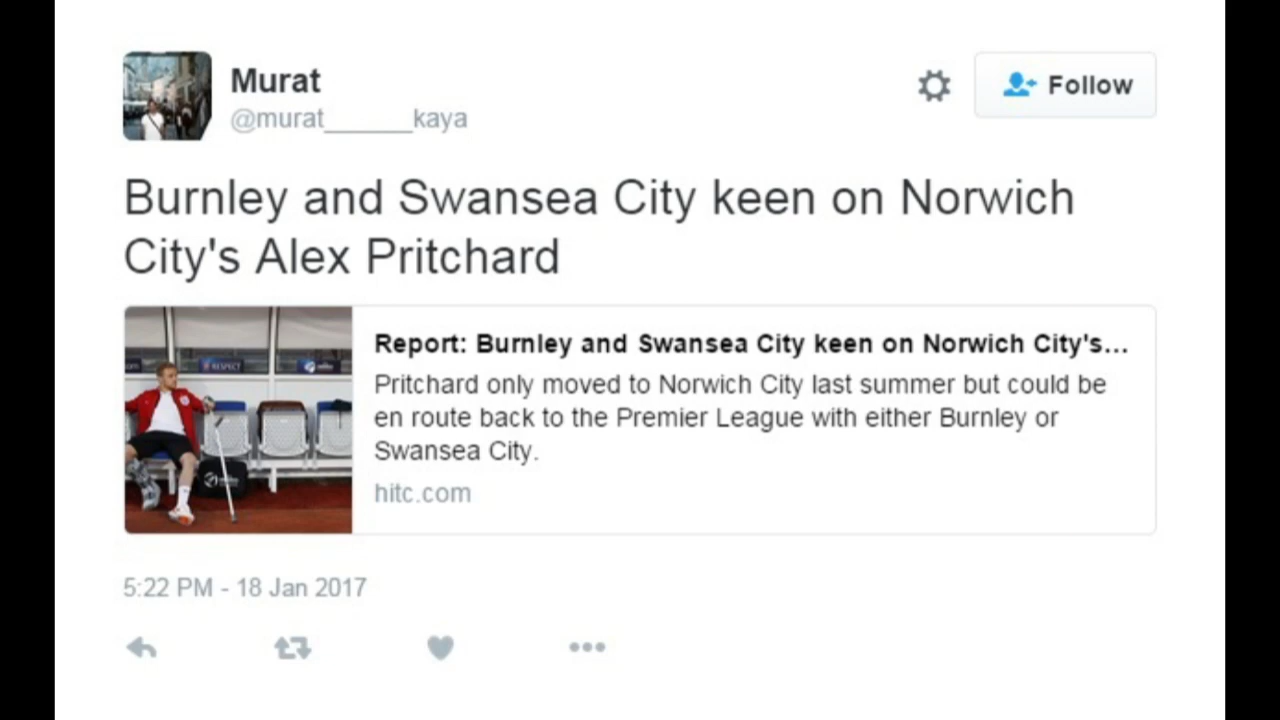 Murat
@murat______kaya
Follow
Burnley and Swansea City keen on Norwich
City's Alex Pritchard
Report: Burnley and Swansea City keen on Norwich City's...
Pritchard only moved to Norwich City last summer but could be
en route back to the Premier League with either Burnley or
Swansea City.
hitc.com
RESPECT
5:22 PM - 18 Jan 2017